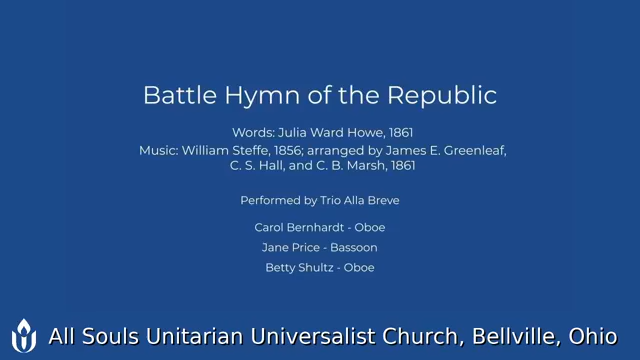 Battle Hymn of the Republic
Words: Julia Ward Howe, 1861
Music: William Steffe, 1856; arranged by James E. Greenleaf,
C. S. Hall, and C. B. Marsh, 1861
Performed by Trio Alla Breve
Carol Bernhardt - Oboe
Jane Price - Bassoon
Betty Shultz - Oboe
All Souls Unitarian Universalist Church, Bellville, Ohio